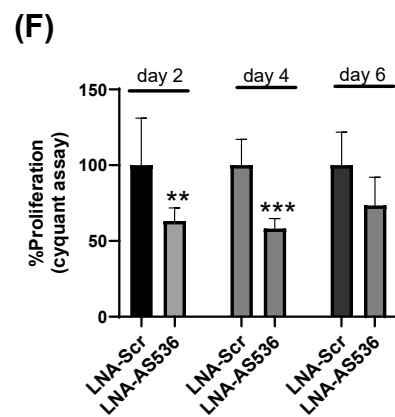 (F)
day 2 day 4 day 6
%Proliferation
(cyquant assay)
150
100
50
0
**
***
LNA-Scr
LNA-AS536
LNA-Scr
LNA-AS536
LNA-Scr
LNA-AS536